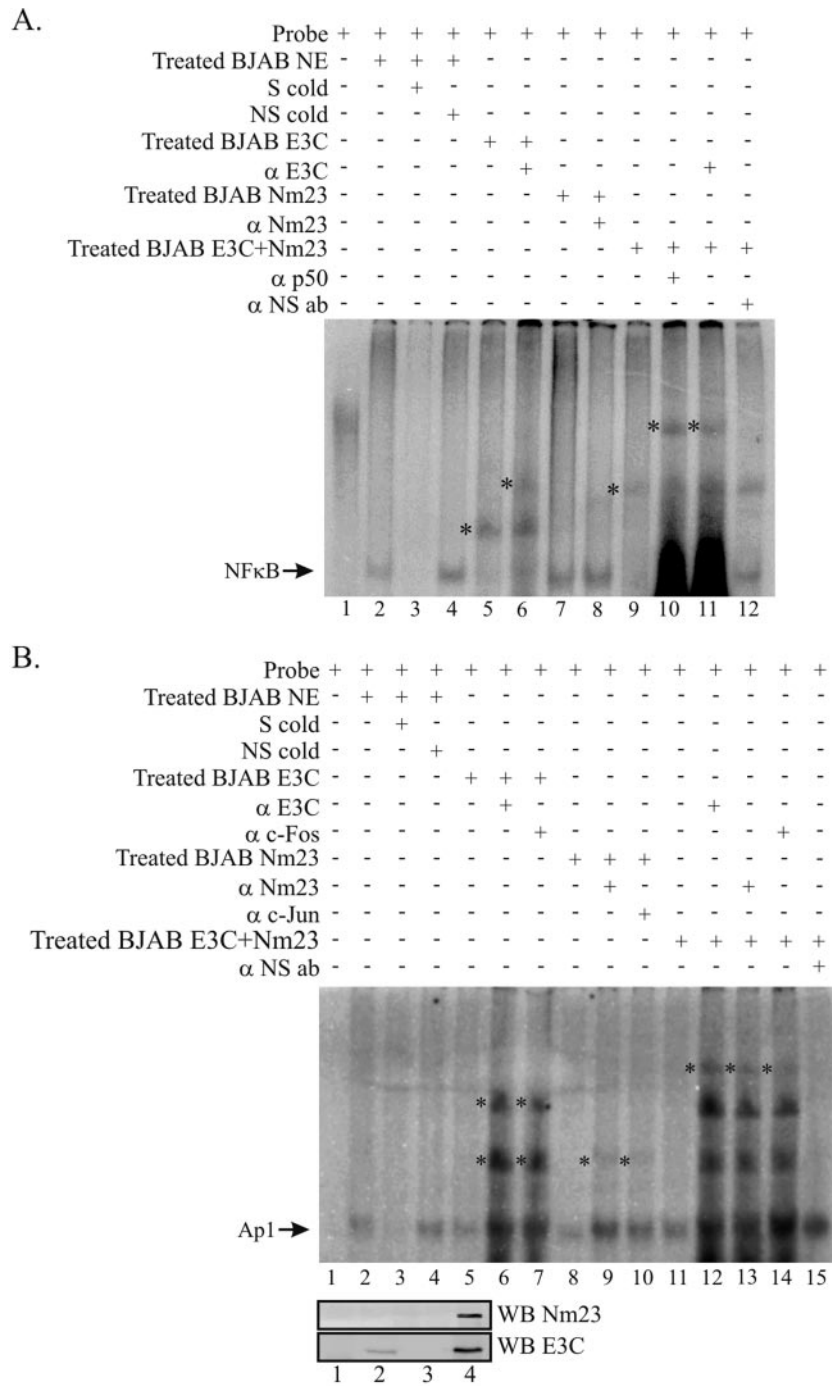 A.
Probe + + + + + + + + + + + +
Treated BJAB NE - + + + - - - - - - - -
S cold - - + - - - - - - - - -
NS cold - - - + - - - - - - - -
Treated BJAB E3C - - - - + + - - - - - -
α E3C - - - - - + - - - - + -
Treated BJAB Nm23 - - - - - - + + - - - -
α Nm23 - - - - - - - + - - - -
Treated BJAB E3C+Nm23 - - - - - - - - + + + +
α p50 - - - - - - - - - + - -
α NS ab - - - - - - - - - - - +
* *
* *
*
NFκB
1 2 3 4 5 6 7 8 9 10 11 12
B.
Probe + + + + + + + + + + + + + + +
Treated BJAB NE - + + + - - - - - - - - - - -
S cold - - + - - - - - - - - - - - -
NS cold - - - + - - - - - - - - - - -
Treated BJAB E3C - - - - + + + - - - - - - - -
α E3C - - - - - + - - - - - + - - -
α c-Fos - - - - - - + - - - - - - + -
Treated BJAB Nm23 - - - - - - - + + + - - - - -
α Nm23 - - - - - - - - + - - - + - -
α c-Jun - - - - - - - - - + - - - - -
Treated BJAB E3C+Nm23 - - - - - - - - - - + + + + +
α NS ab - - - - - - - - - - - - - - +
* * *
* *
* * * *
Ap1
1 2 3 4 5 6 7 8 9 10 11 12 13 14 15
WB Nm23
WB E3C
1 2 3 4